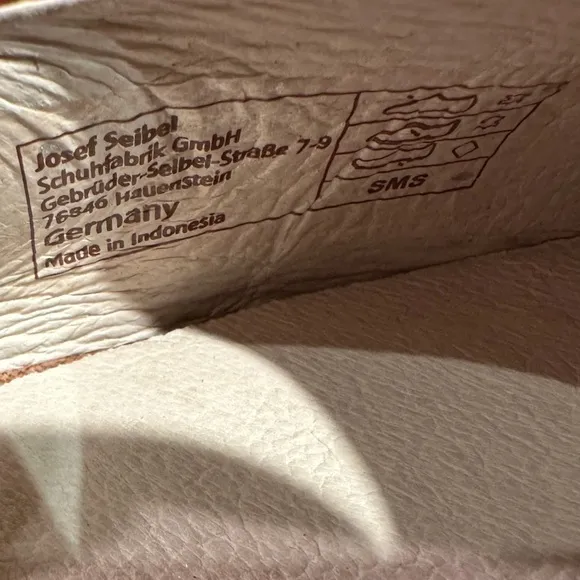 Josef Seibel
Schuhfabrik GmbH
Gebrüder-Seibel-Straße 7-9
76846 Hauenstein
Germany
Made in Indonesia
SMS